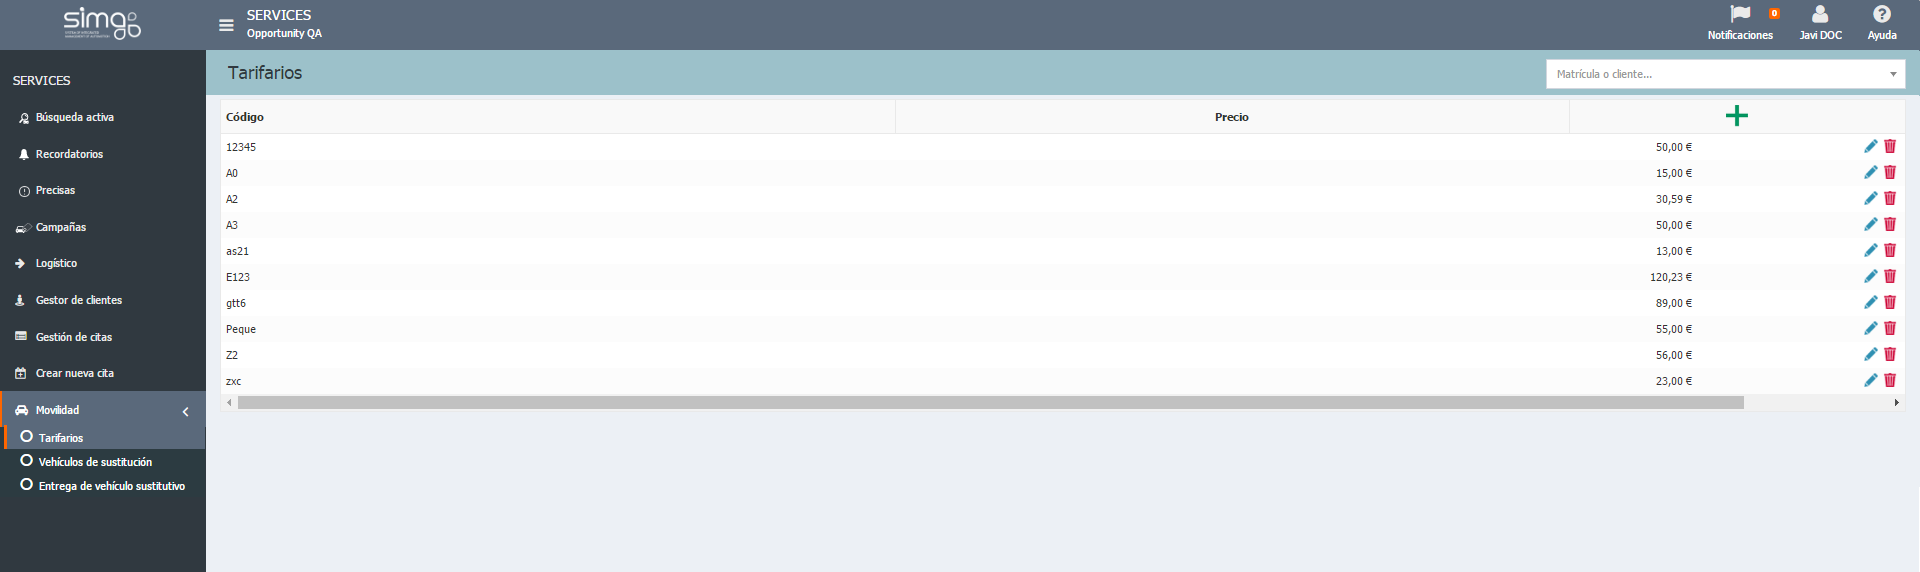 simgo
SERVICES
Opportunity QA
0
Notificaciones
Javi DOC
Ayuda
SERVICES
Búsqueda activa
Recordatorios
Precisas
Campañas
Logístico
Gestor de clientes
Gestión de citas
Crear nueva cita
Movilidad
Tarifarios
Vehículos de sustitución
Entrega de vehículo sustitutivo
Tarifarios
Matrícula o cliente...
Código Precio
12345 50,00 €
A0 15,00 €
A2 30,59 €
A3 50,00 €
as21 13,00 €
E123 120,23 €
gtt6 89,00 €
Peque 55,00 €
Z2 56,00 €
zxc 23,00 €